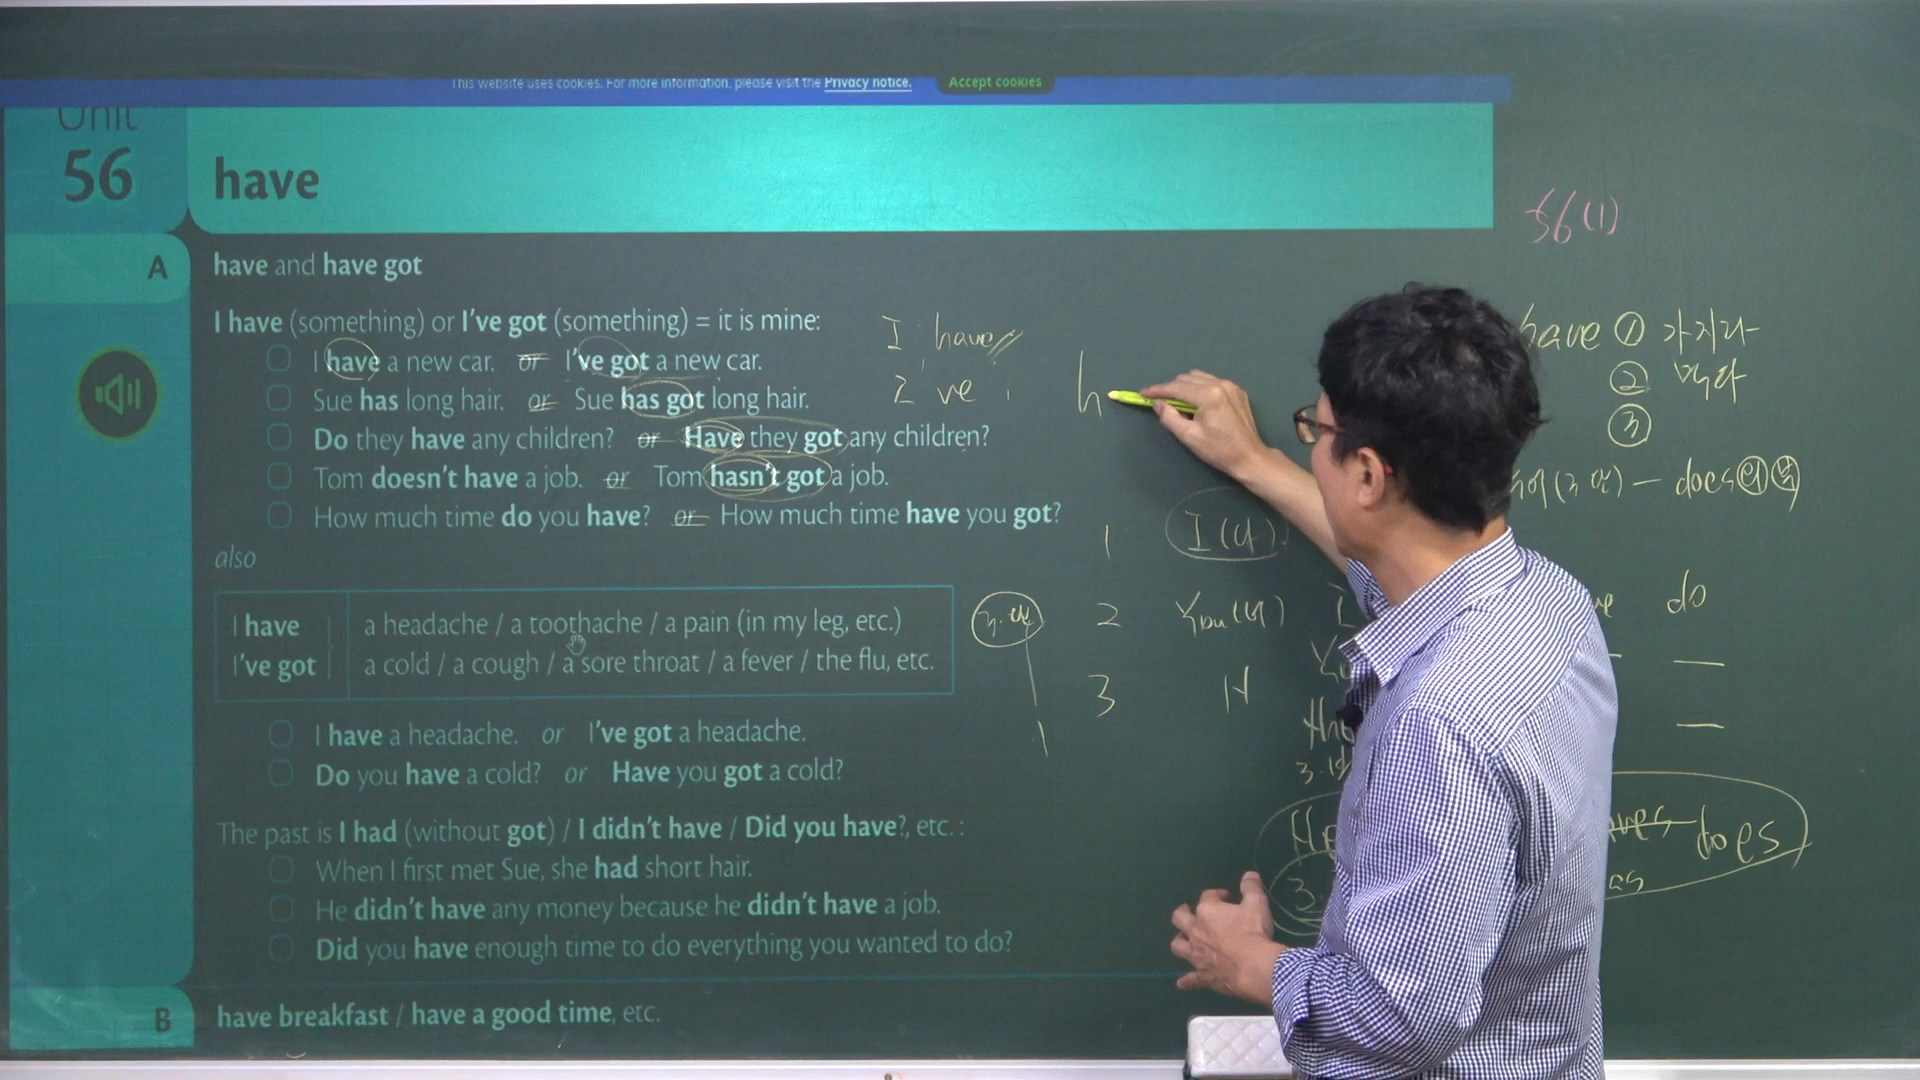 This website uses cookies. For more information, please visit the Privacy notice. Accept cookies
Unit
56
have
56(1)
A
have and have got
I have (something) or I've got (something) = it is mine:
I have a new car. or I've got a new car.
Sue has long hair. or Sue has got long hair.
Do they have any children? or Have they got any children?
Tom doesn't have a job. or Tom hasn't got a job.
How much time do you have? or How much time have you got?
also
I have
I've got
a headache / a toothache / a pain (in my leg, etc.)
a cold / a cough / a sore throat / a fever / the flu, etc.
I have a headache. or I've got a headache.
Do you have a cold? or Have you got a cold?
The past is I had (without got) / I didn't have / Did you have?, etc. :
When I first met Sue, she had short hair.
He didn't have any money because he didn't have a job.
Did you have enough time to do everything you wanted to do?
B
have breakfast / have a good time, etc.
I have
've
h
have ① 가지다
② 먹다
③
does
1 I (나)
2 You (너)
3
do
He
does